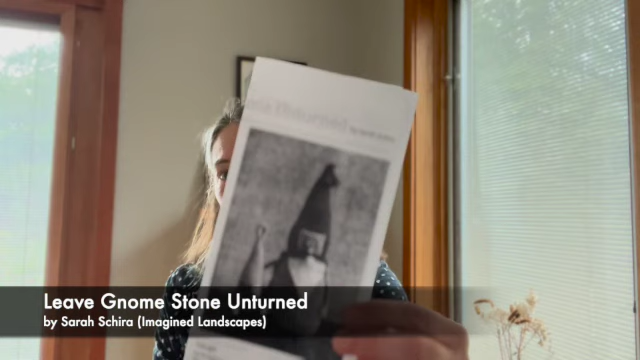 Leave Gnome Stone Unturned
by Sarah Schira (Imagined Landscapes)